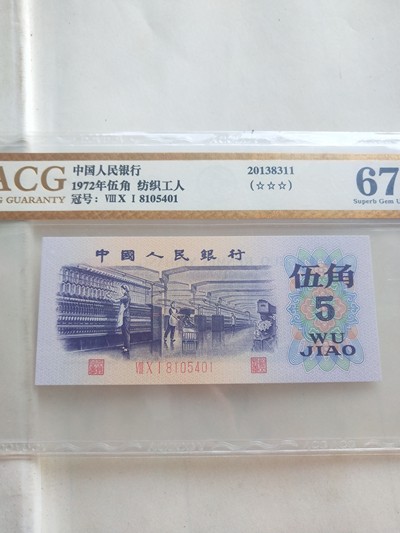 ACG
G GUARANTY
中国人民银行
1972年伍角 纺织工人
冠号: Ⅷ Ⅹ Ⅰ 8105401
20138311
(☆☆☆)
67
Superb Gem U
中國人民銀行
伍角
5
WU
JIAO
Ⅷ Ⅹ Ⅰ 8105401